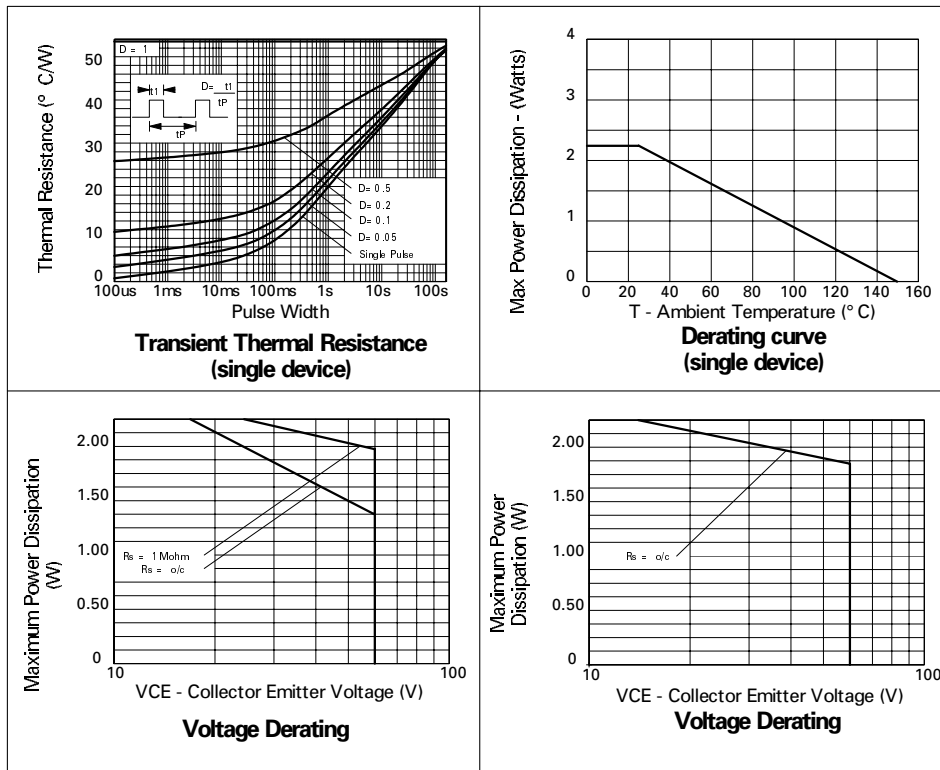 Thermal Resistance (° C/W)
50
40
30
20
10
0
D = 1
t1
D= t1
tP
tP
D= 0.5
D= 0.2
D= 0.1
D= 0.05
Single Pulse
100us 1ms 10ms 100ms 1s 10s 100s
Pulse Width
Transient Thermal Resistance
(single device)
Max Power Dissipation - (Watts)
4
3
2
1
0
0 20 40 60 80 100 120 140 160
T - Ambient Temperature (° C)
Derating curve
(single device)
Maximum Power Dissipation
(W)
2.00
1.50
1.00
0.50
0
Rs = 1 Mohm
Rs = o/c
10 100
VCE - Collector Emitter Voltage (V)
Voltage Derating
Maximum Power
Dissipation (W)
2.00
1.50
1.00
0.50
0
Rs = o/c
10 100
VCE - Collector Emitter Voltage (V)
Voltage Derating